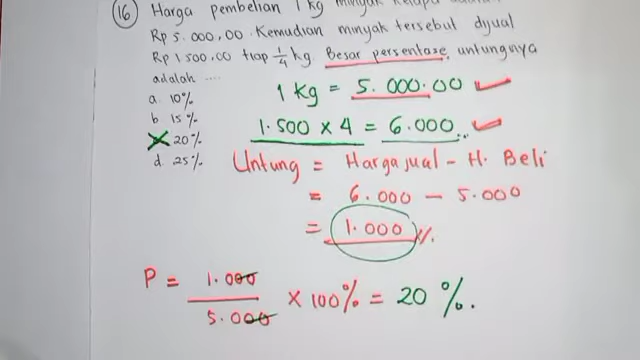 16 Harga pembelian 1 kg minyak kelapa
Rp 5.000,00. Kemudian minyak tersebut dijual
Rp 1500,00 tiap 1/4 kg. Besar persentase untungnya
adalah ....
a. 10%
b. 15%
20%
d. 25%
1 Kg = 5.000.00
1.500 x 4 = 6.000
Untung = Harga jual - H. Beli
= 6.000 - 5.000
= 1.000 //.
P = 1.000 / 5.000 x 100% = 20%.